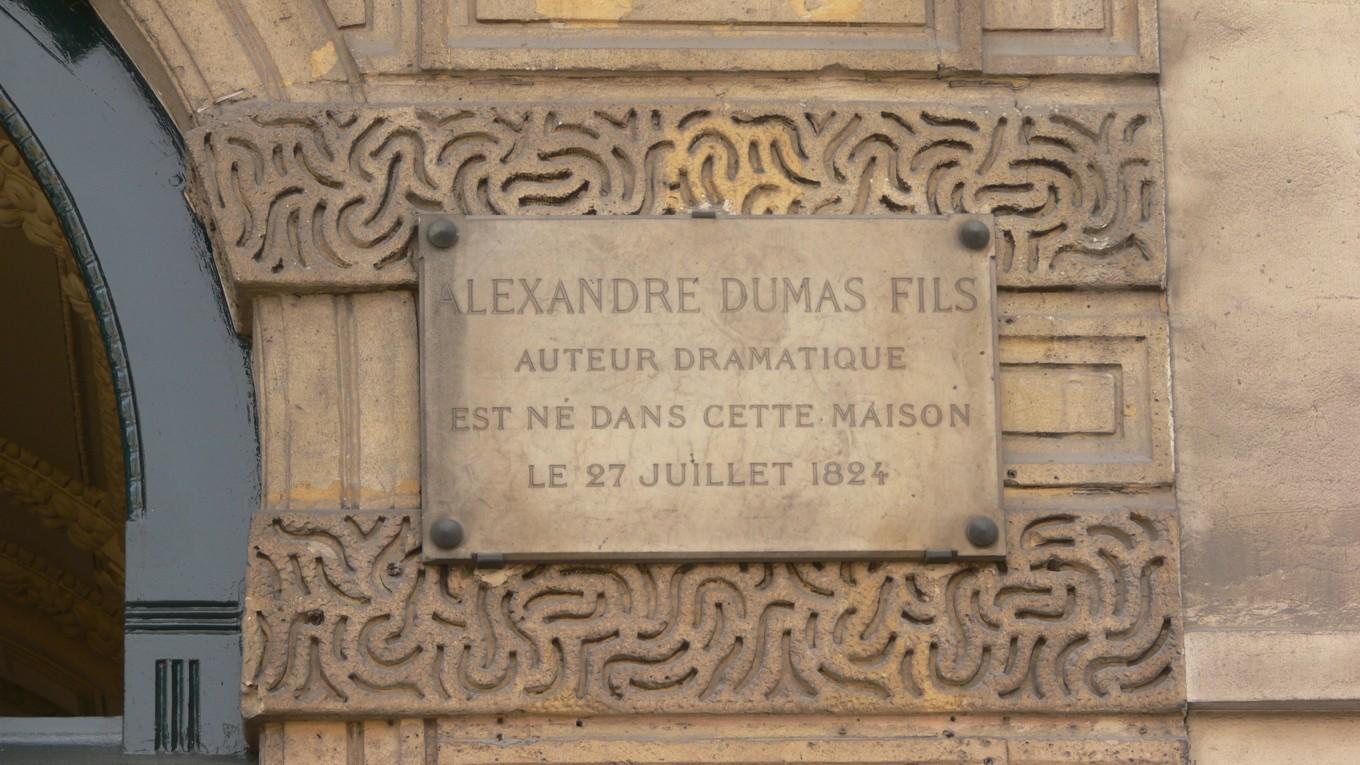 ALEXANDRE DUMAS FILS
AUTEUR DRAMATIQUE
EST NÉ DANS CETTE MAISON
LE 27 JUILLET 1824